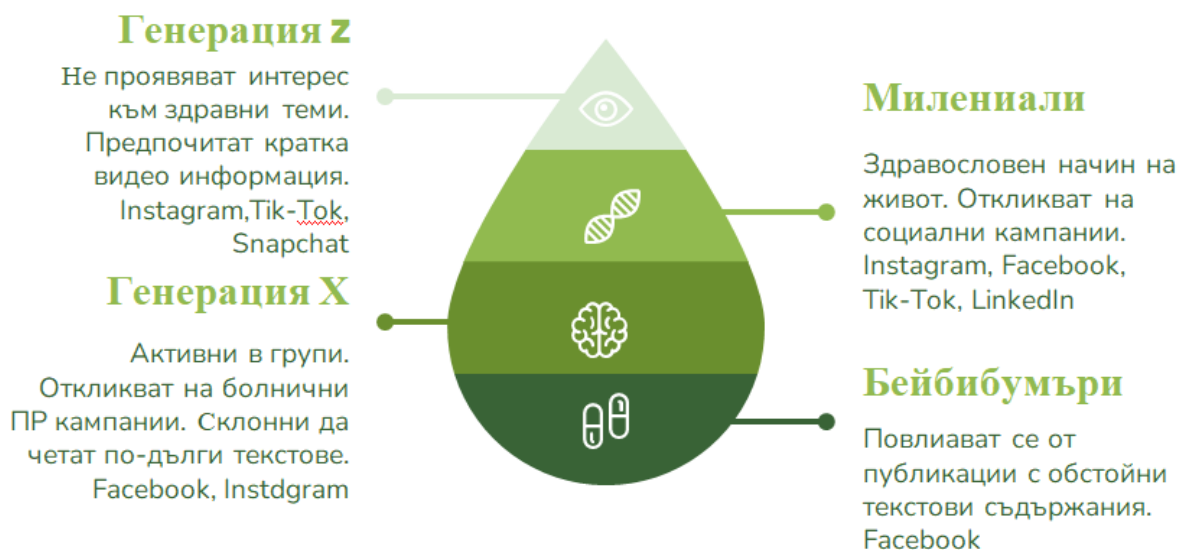 Генерация Z
Не проявяват интерес
към здравни теми.
Предпочитат кратка
видео информация.
Instagram,Tik-Tok,
Snapchat
Милениали
Здравословен начин на
живот. Откликват на
социални кампании.
Instagram, Facebook,
Tik-Tok, LinkedIn
Генерация X
Активни в групи.
Откликват на болнични
ПР кампании. Склонни да
четат по-дълги текстове.
Facebook, Instdgram
Бейбибумъри
Повлиават се от
публикации с обстойни
текстови съдържания.
Facebook